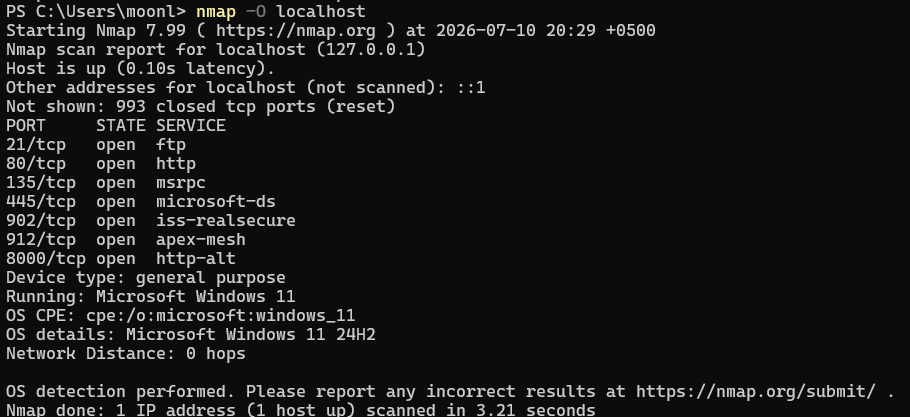 PS C:\Users\moonl> nmap -O localhost
Starting Nmap 7.99 ( https://nmap.org ) at 2026-07-10 20:29 +0500
Nmap scan report for localhost (127.0.0.1)
Host is up (0.10s latency).
Other addresses for localhost (not scanned): ::1
Not shown: 993 closed tcp ports (reset)
PORT     STATE SERVICE
21/tcp   open  ftp
80/tcp   open  http
135/tcp  open  msrpc
445/tcp  open  microsoft-ds
902/tcp  open  iss-realsecure
912/tcp  open  apex-mesh
8000/tcp open  http-alt
Device type: general purpose
Running: Microsoft Windows 11
OS CPE: cpe:/o:microsoft:windows_11
OS details: Microsoft Windows 11 24H2
Network Distance: 0 hops
OS detection performed. Please report any incorrect results at https://nmap.org/submit/ .
Nmap done: 1 IP address (1 host up) scanned in 3.21 seconds